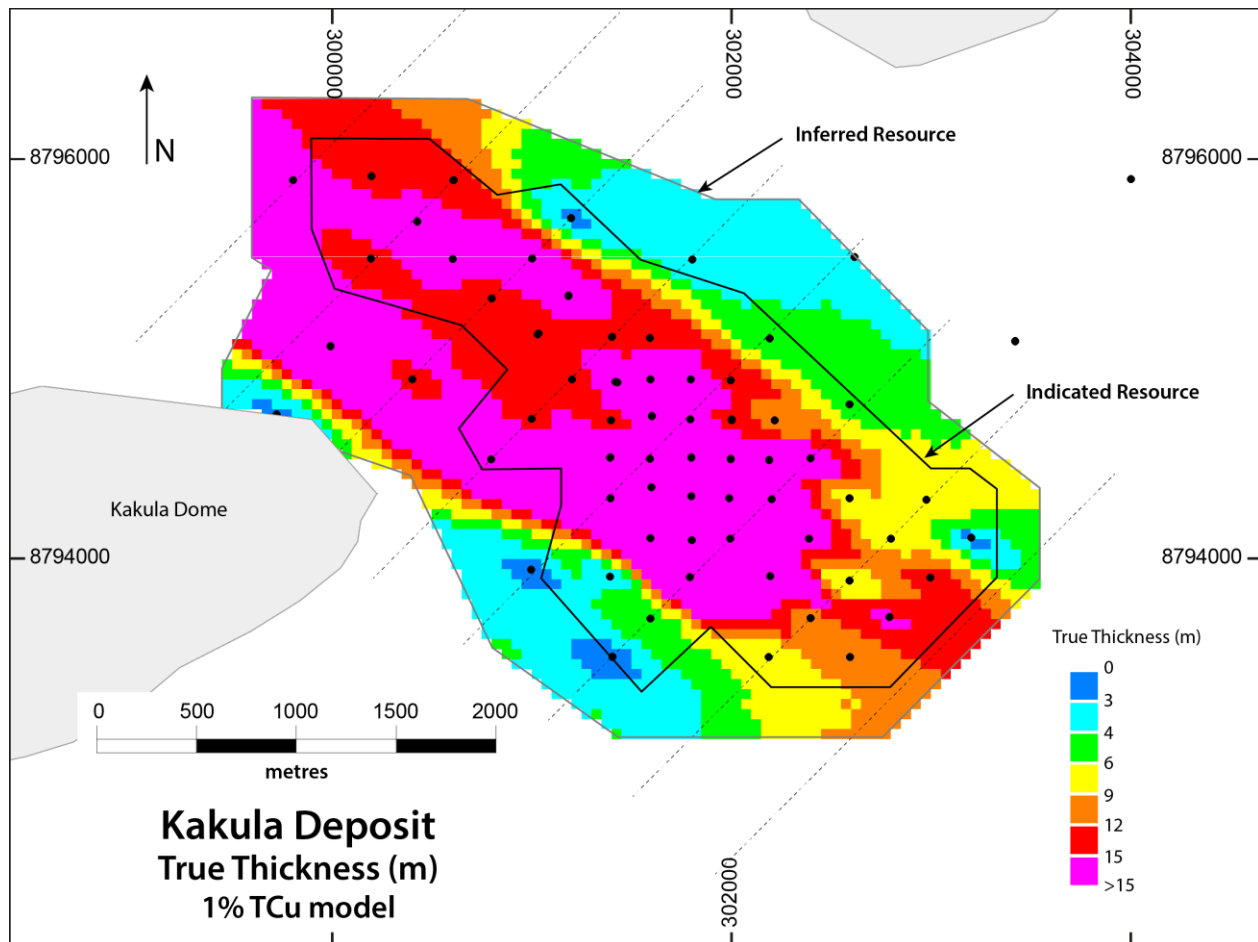 300000
302000
304000
N
Inferred Resource
8796000
8796000
Indicated Resource
Kakula Dome
8794000
8794000
True Thickness (m)
0
3
4
6
9
12
15
>15
0 500 1000 1500 2000
metres
Kakula Deposit
True Thickness (m)
1% TCu model
302000